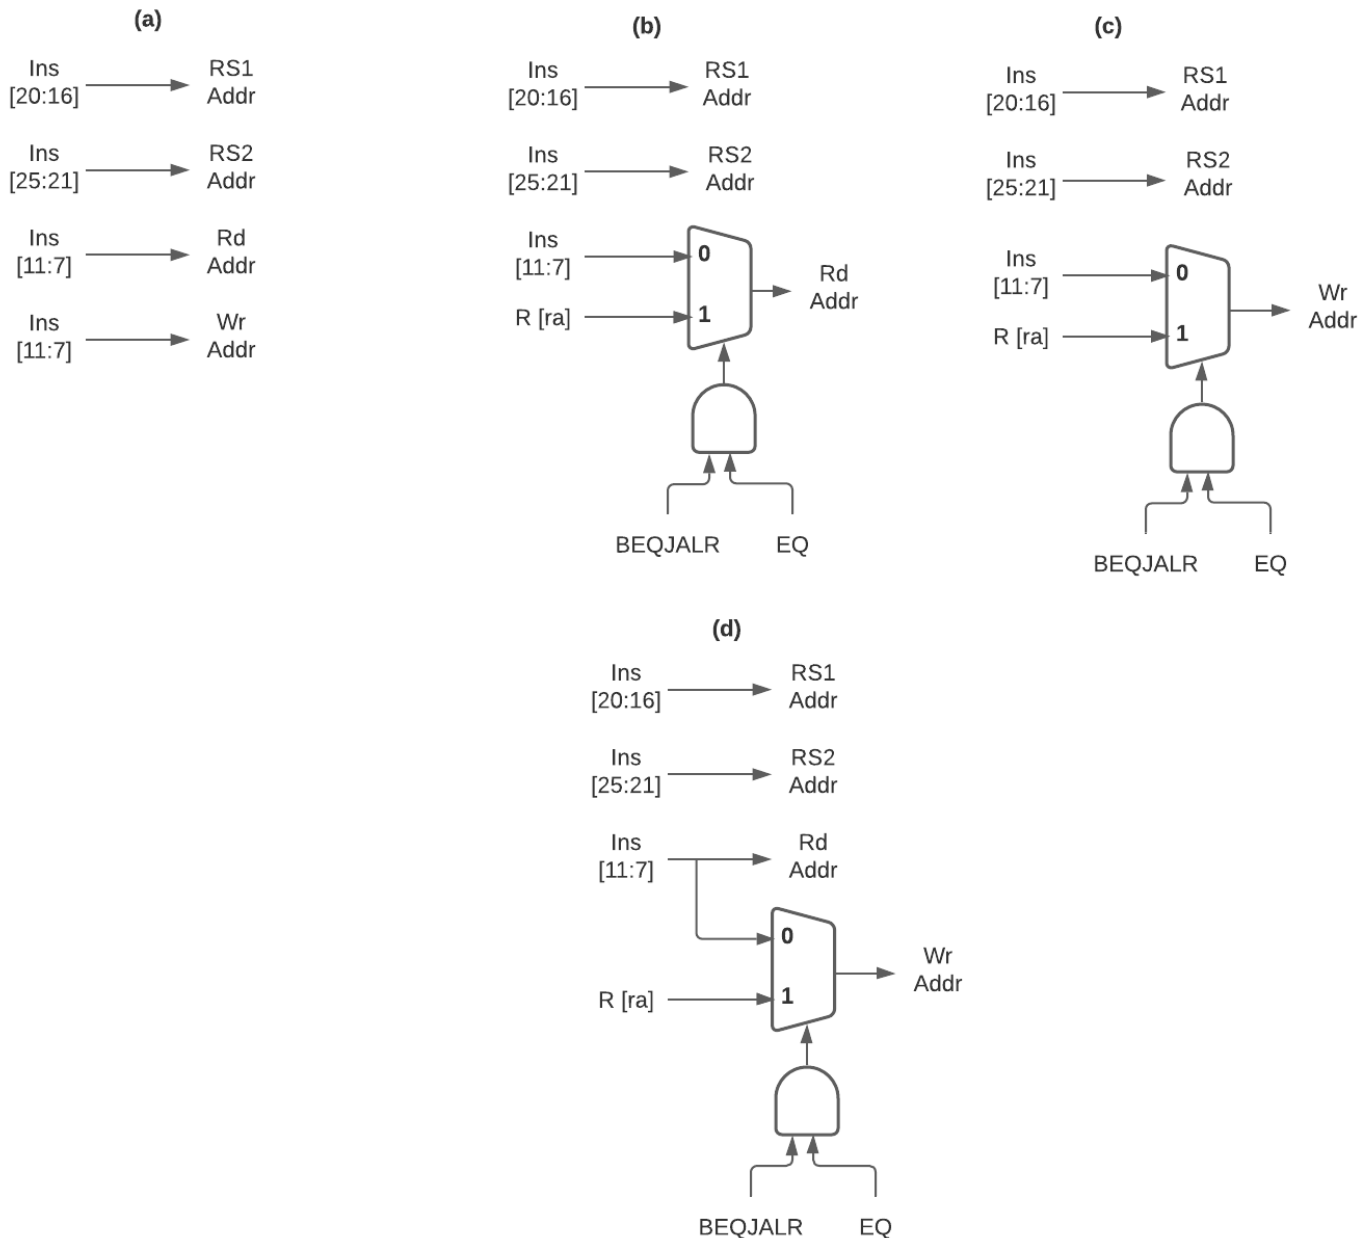 (a)
Ins
[20:16]
RS1
Addr
Ins
[25:21]
RS2
Addr
Ins
[11:7]
Rd
Addr
Ins
[11:7]
Wr
Addr
(b)
Ins
[20:16]
RS1
Addr
Ins
[25:21]
RS2
Addr
Ins
[11:7]
R [ra]
0
1
Rd
Addr
BEQJALR
EQ
(c)
Ins
[20:16]
RS1
Addr
Ins
[25:21]
RS2
Addr
Ins
[11:7]
R [ra]
0
1
Wr
Addr
BEQJALR
EQ
(d)
Ins
[20:16]
RS1
Addr
Ins
[25:21]
RS2
Addr
Ins
[11:7]
Rd
Addr
R [ra]
0
1
Wr
Addr
BEQJALR
EQ